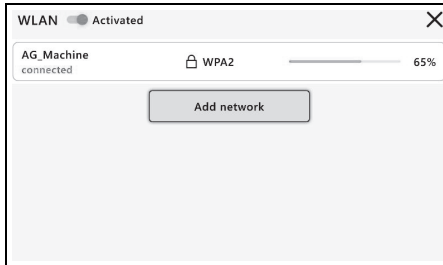 WLAN Activated
AG_Machine
connected
WPA2
65%
Add network